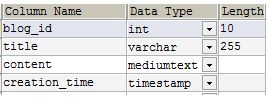 Column Name Data Type Length
blog_id int 10
title varchar 255
content mediumtext
creation_time timestamp